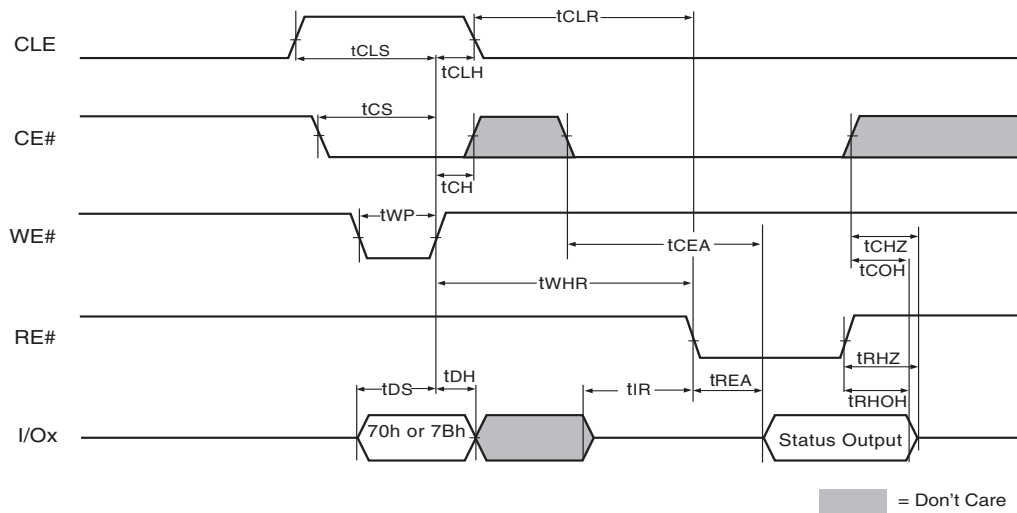 tCLR
CLE
tCLS
tCLH
tCS
CE#
tCH
tWP
WE#
tCEA
tCHZ
tCOH
tWHR
RE#
tRHZ
tDS
tDH
tIR
tREA
tRHOH
I/Ox
70h or 7Bh
Status Output
= Don't Care